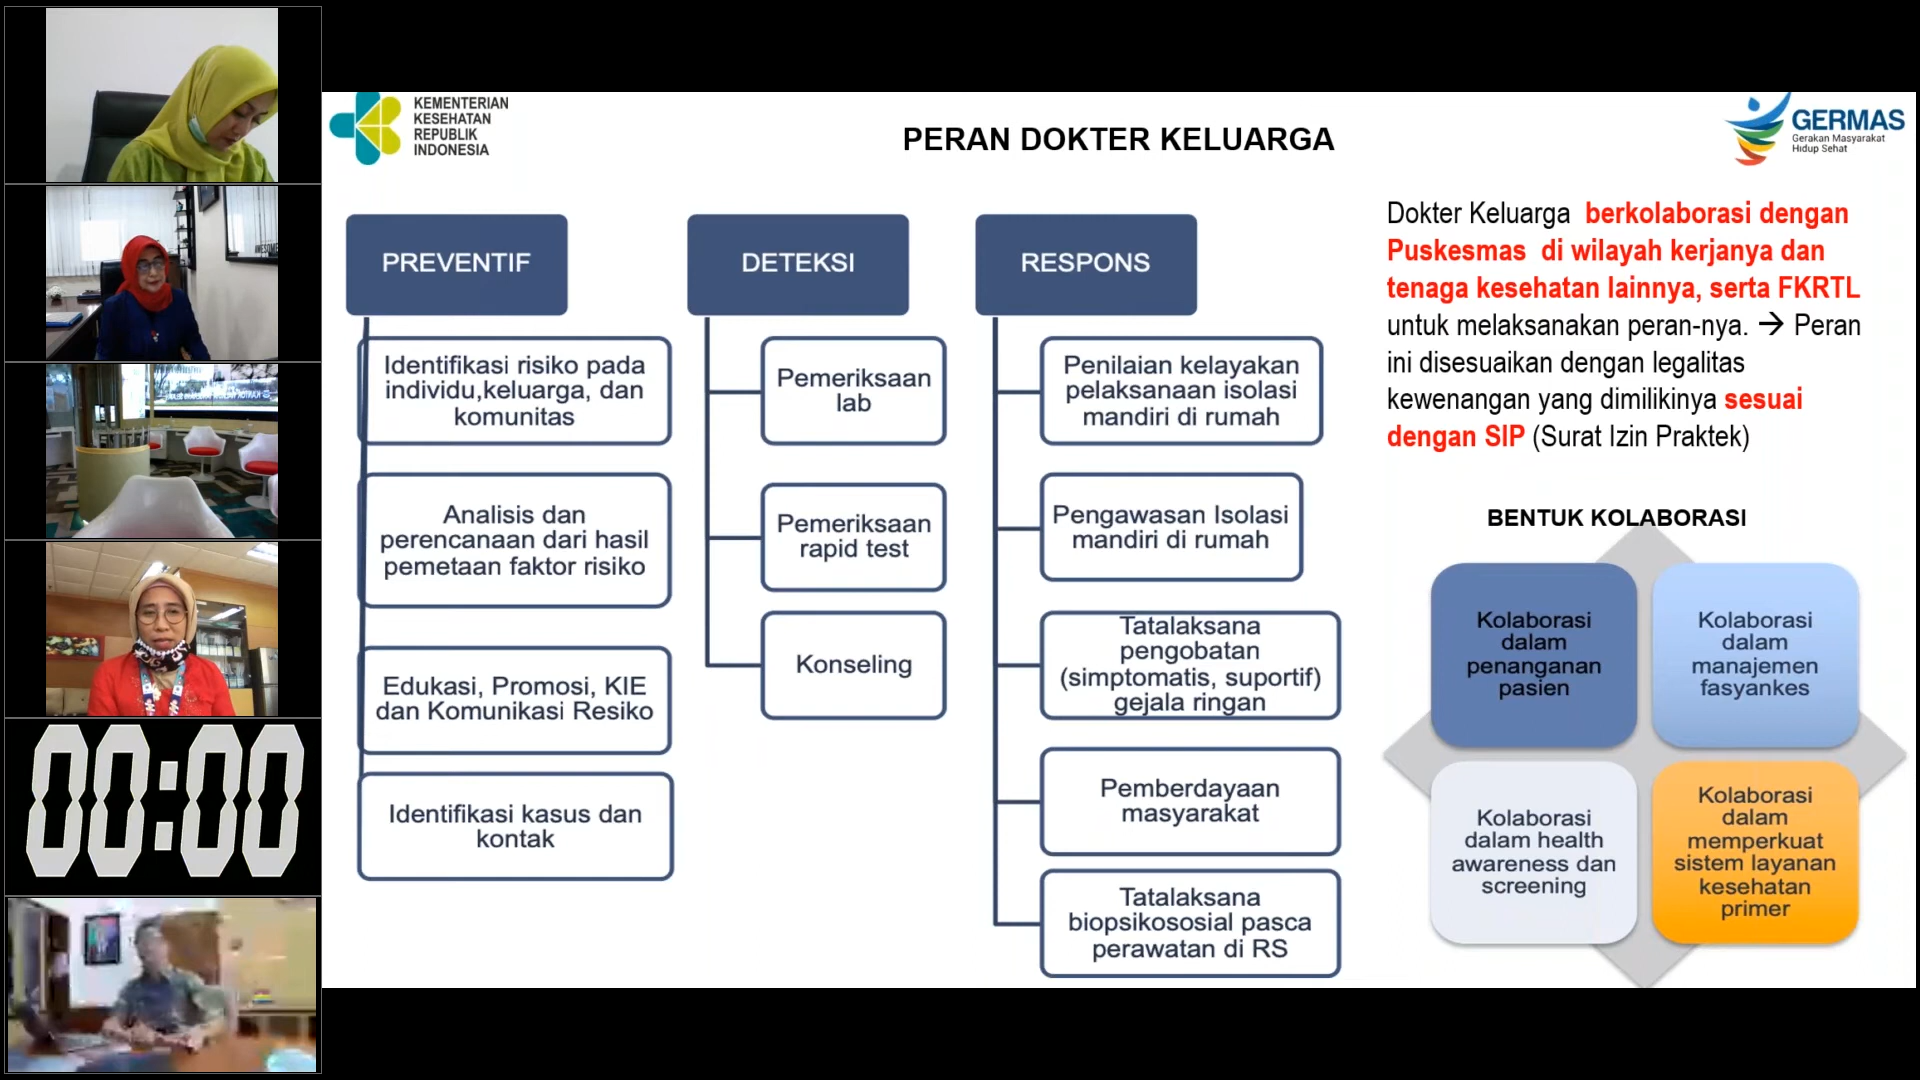 KEMENTERIAN
KESEHATAN
REPUBLIK
INDONESIA
PERAN DOKTER KELUARGA
GERMAS
Gerakan Masyarakat
Hidup Sehat
PREVENTIF
Identifikasi risiko pada
individu,keluarga, dan
komunitas
Analisis dan
perencanaan dari hasil
pemetaan faktor risiko
Edukasi, Promosi, KIE
dan Komunikasi Resiko
Identifikasi kasus dan
kontak
DETEKSI
Pemeriksaan
lab
Pemeriksaan
rapid test
Konseling
RESPONS
Penilaian kelayakan
pelaksanaan isolasi
mandiri di rumah
Pengawasan Isolasi
mandiri di rumah
Tatalaksana
pengobatan
(simptomatis, suportif)
gejala ringan
Pemberdayaan
masyarakat
Tatalaksana
biopsikososial pasca
perawatan di RS
Dokter Keluarga berkolaborasi dengan
Puskesmas di wilayah kerjanya dan
tenaga kesehatan lainnya, serta FKRTL
untuk melaksanakan peran-nya. → Peran
ini disesuaikan dengan legalitas
kewenangan yang dimilikinya sesuai
dengan SIP (Surat Izin Praktek)
BENTUK KOLABORASI
Kolaborasi
dalam
penanganan
pasien
Kolaborasi
dalam
manajemen
fasyankes
Kolaborasi
dalam health
awareness dan
screening
Kolaborasi
dalam
memperkuat
sistem layanan
kesehatan
primer
00:00